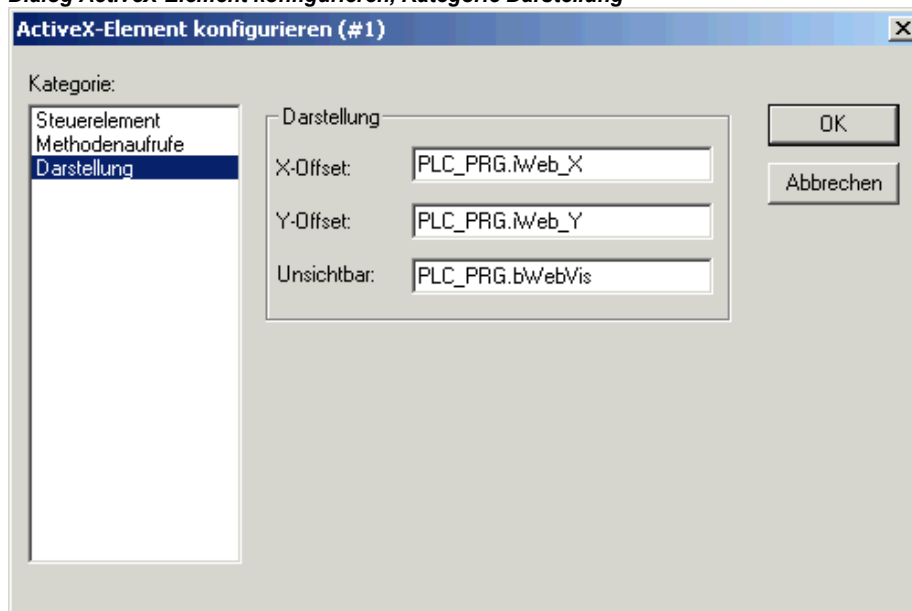 Dialog ActiveX-Element konfigurieren, Kategorie Darstellung
ActiveX-Element konfigurieren (#1)
Kategorie:
Steuerelement
Methodenaufrufe
Darstellung
Darstellung
X-Offset: PLC_PRG.iWeb_X
Y-Offset: PLC_PRG.iWeb_Y
Unsichtbar: PLC_PRG.bWebVis
OK
Abbrechen